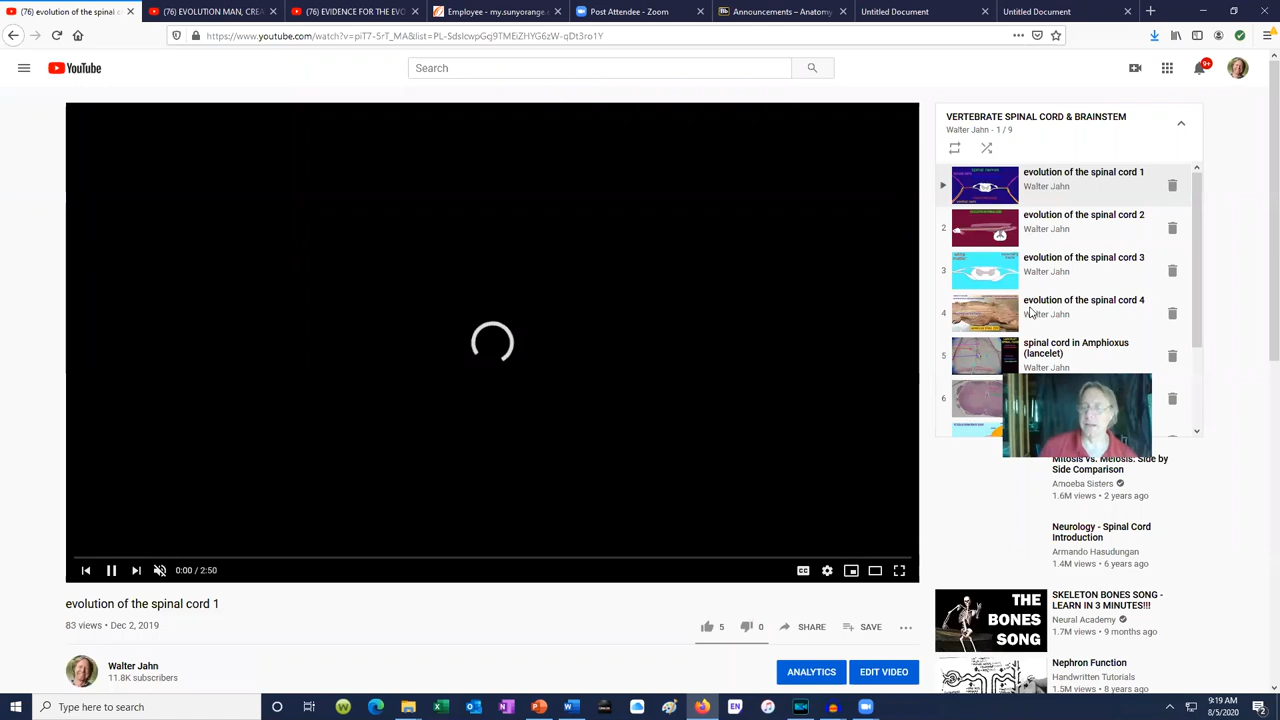 (76) evolution of the spinal c
(76) EVOLUTION MAN, CREA
(76) EVIDENCE FOR THE EVO
Employee - my.sunyorange.e
Post Attendee - Zoom
Announcements – Anatomy
Untitled Document
Untitled Document
https://www.youtube.com/watch?v=piT7-5rT_MA&list=PL-SdsIcwpGcj9TMEiZHYG6zW-qDt3ro1Y
YouTube
Search
9+
VERTEBRATE SPINAL CORD & BRAINSTEM
Walter Jahn - 1 / 9
evolution of the spinal cord 1
Walter Jahn
2
evolution of the spinal cord 2
Walter Jahn
3
evolution of the spinal cord 3
Walter Jahn
4
evolution of the spinal cord 4
Walter Jahn
5
spinal cord in Amphioxus
(lancelet)
Walter Jahn
6
Mitosis vs. Meiosis: Side by
Side Comparison
Amoeba Sisters
1.6M views • 2 years ago
Neurology - Spinal Cord
Introduction
Armando Hasudungan
1.4M views • 6 years ago
THE
BONES
SONG
SKELETON BONES SONG -
LEARN IN 3 MINUTES!!!
Neural Academy
1.7M views • 9 months ago
Nephron Function
Handwritten Tutorials
1.5M views • 8 years ago
0:00 / 2:50
CC
evolution of the spinal cord 1
83 views • Dec 2, 2019
5
0
SHARE
SAVE
Walter Jahn
11.8K subscribers
ANALYTICS
EDIT VIDEO
Type here to search
9:19 AM
8/5/2020
2